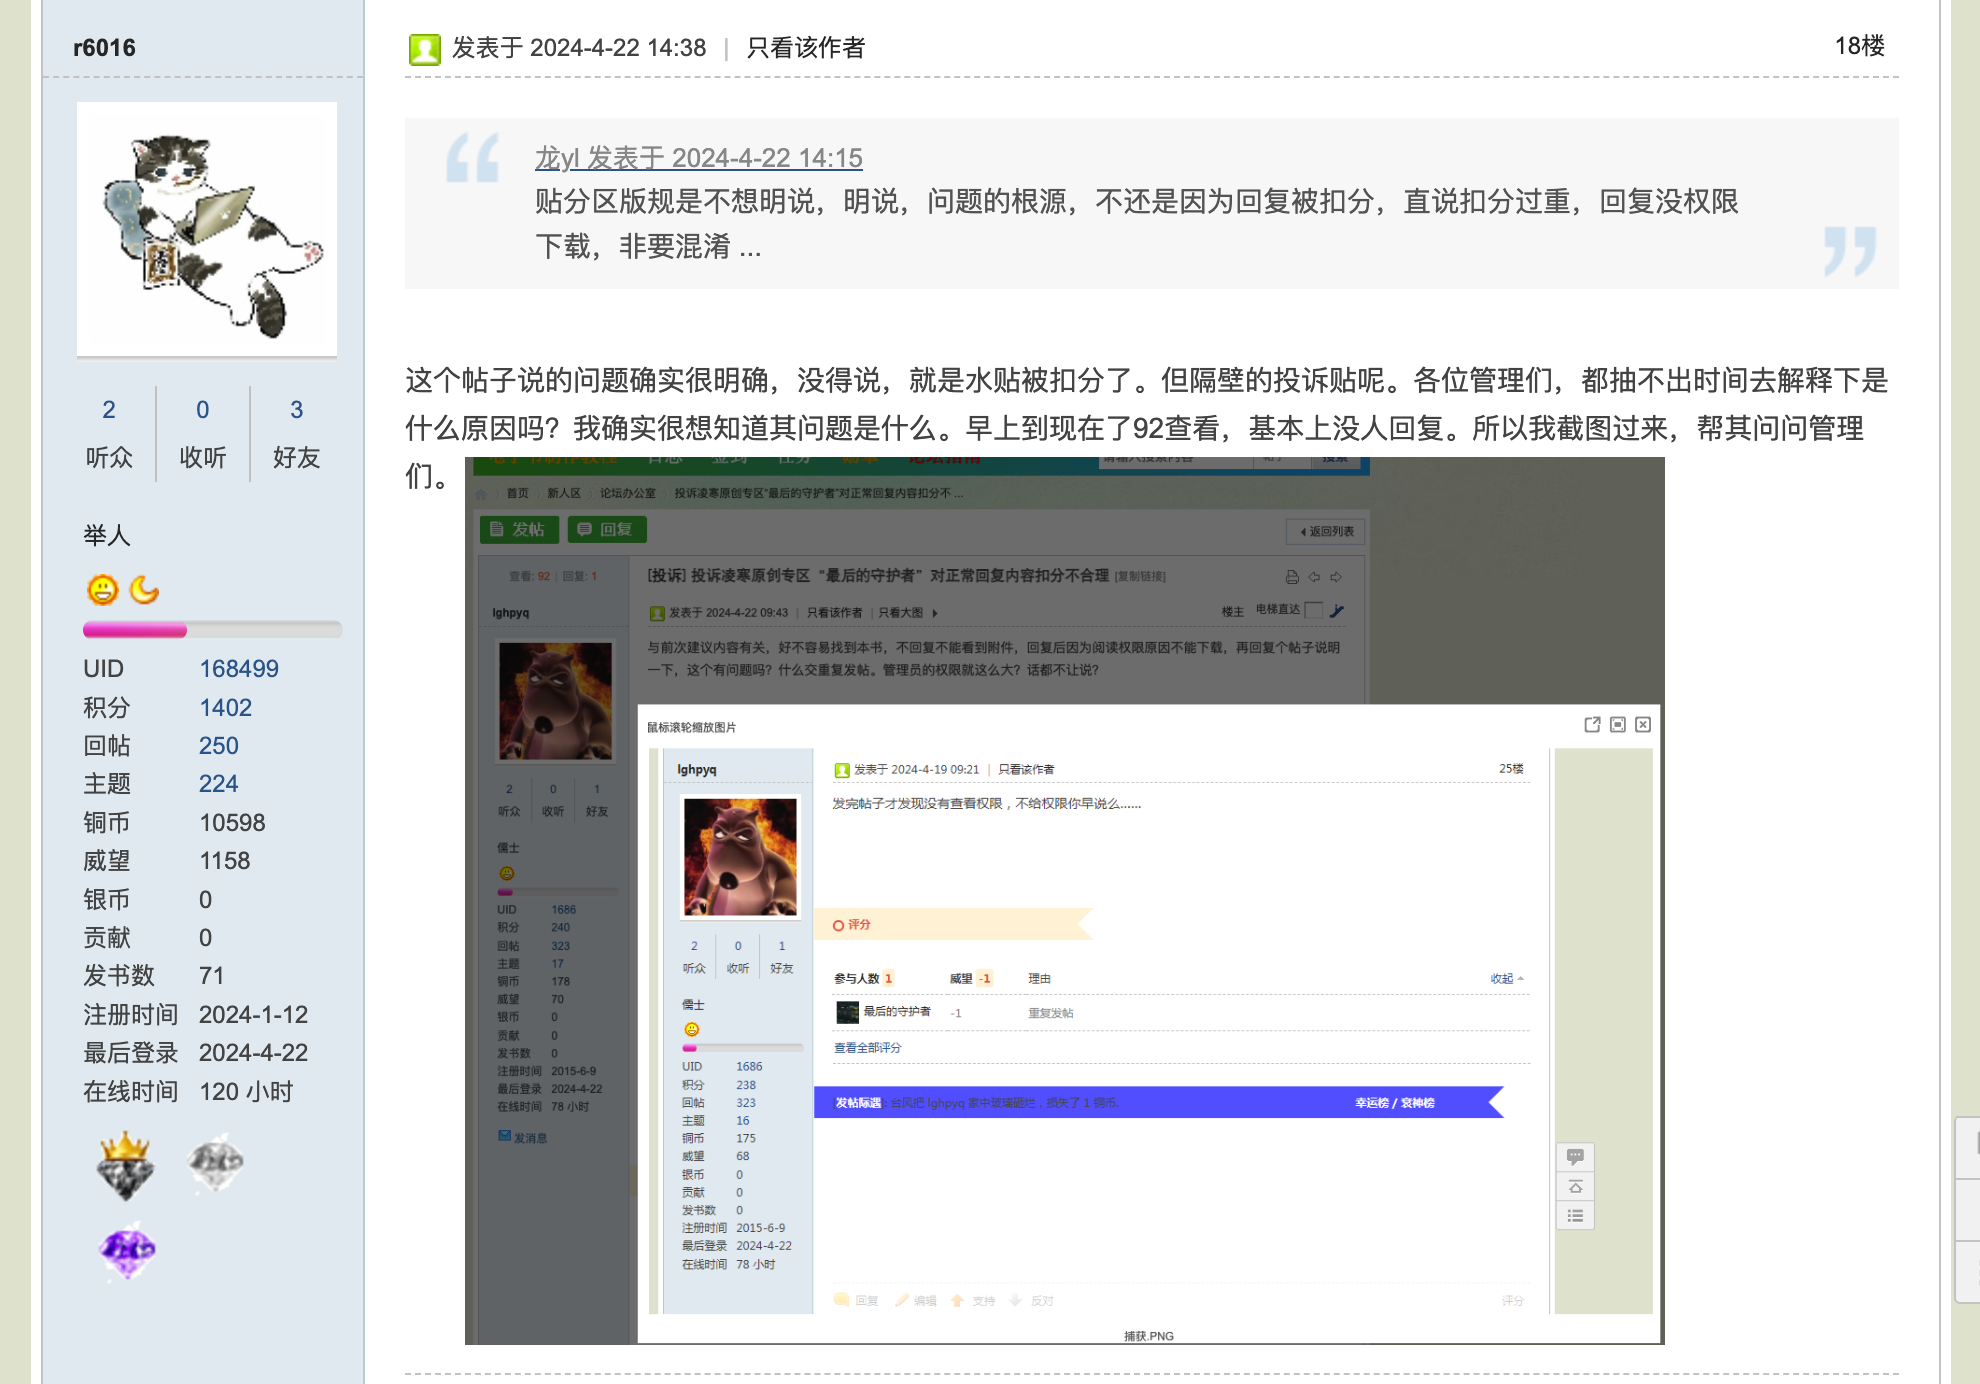 r6016
发表于 2024-4-22 14:38 | 只看该作者
18楼
龙yl 发表于 2024-4-22 14:15
贴分区版规是不想明说，明说，问题的根源，不还是因为回复被扣分，直说扣分过重，回复没权限
下载，非要混淆 ...
这个帖子说的问题确实很明确，没得说，就是水贴被扣分了。但隔壁的投诉贴呢。各位管理们，都抽不出时间去解释下是
什么原因吗？我确实很想知道其问题是什么。早上到现在了92查看，基本上没人回复。所以我截图过来，帮其问问管理
们。
2 0 3
听众 收听 好友
举人
UID 168499
积分 1402
回帖 250
主题 224
铜币 10598
威望 1158
银币 0
贡献 0
发书数 71
注册时间 2024-1-12
最后登录 2024-4-22
在线时间 120 小时
首页 新人区 论坛办公室 投诉凌寒原创专区“最后的守护者”对正常回复内容扣分不 ...
发帖 回复
返回列表
查看: 92 | 回复: 1
[投诉] 投诉凌寒原创专区 “最后的守护者” 对正常回复内容扣分不合理 [复制链接]
lghpyq
发表于 2024-4-22 09:43 | 只看该作者 | 只看大图
楼主 电梯直达
与前次建议内容有关，好不容易找到本书，不回复不能看到附件，回复后因为阅读权限原因不能下载，再回复个帖子说明
一下，这个有问题吗？什么交重复发帖。管理员的权限就这么大？话都不让说？
2 0 1
听众 收听 好友
儒士
UID 1686
积分 240
回帖 323
主题 17
铜币 178
威望 70
银币 0
贡献 0
发书数 0
注册时间 2015-6-9
最后登录 2024-4-22
在线时间 78 小时
发消息
鼠标滚轮缩放图片
lghpyq
发表于 2024-4-19 09:21 | 只看该作者
25楼
发完帖子才发现没有查看权限，不给权限你早说么......
2 0 1
听众 收听 好友
儒士
UID 1686
积分 238
回帖 323
主题 16
铜币 175
威望 68
银币 0
贡献 0
发书数 0
注册时间 2015-6-9
最后登录 2024-4-22
在线时间 78 小时
评分
参与人数 1 威望 -1 理由 收起
最后的守护者 -1 重复发帖
查看全部评分
发帖际遇: 台风把 lghpyq 家中玻璃砸烂，损失了 1 铜币.
幸运榜 / 衰神榜
回复 编辑 支持 反对 评分
捕获.PNG